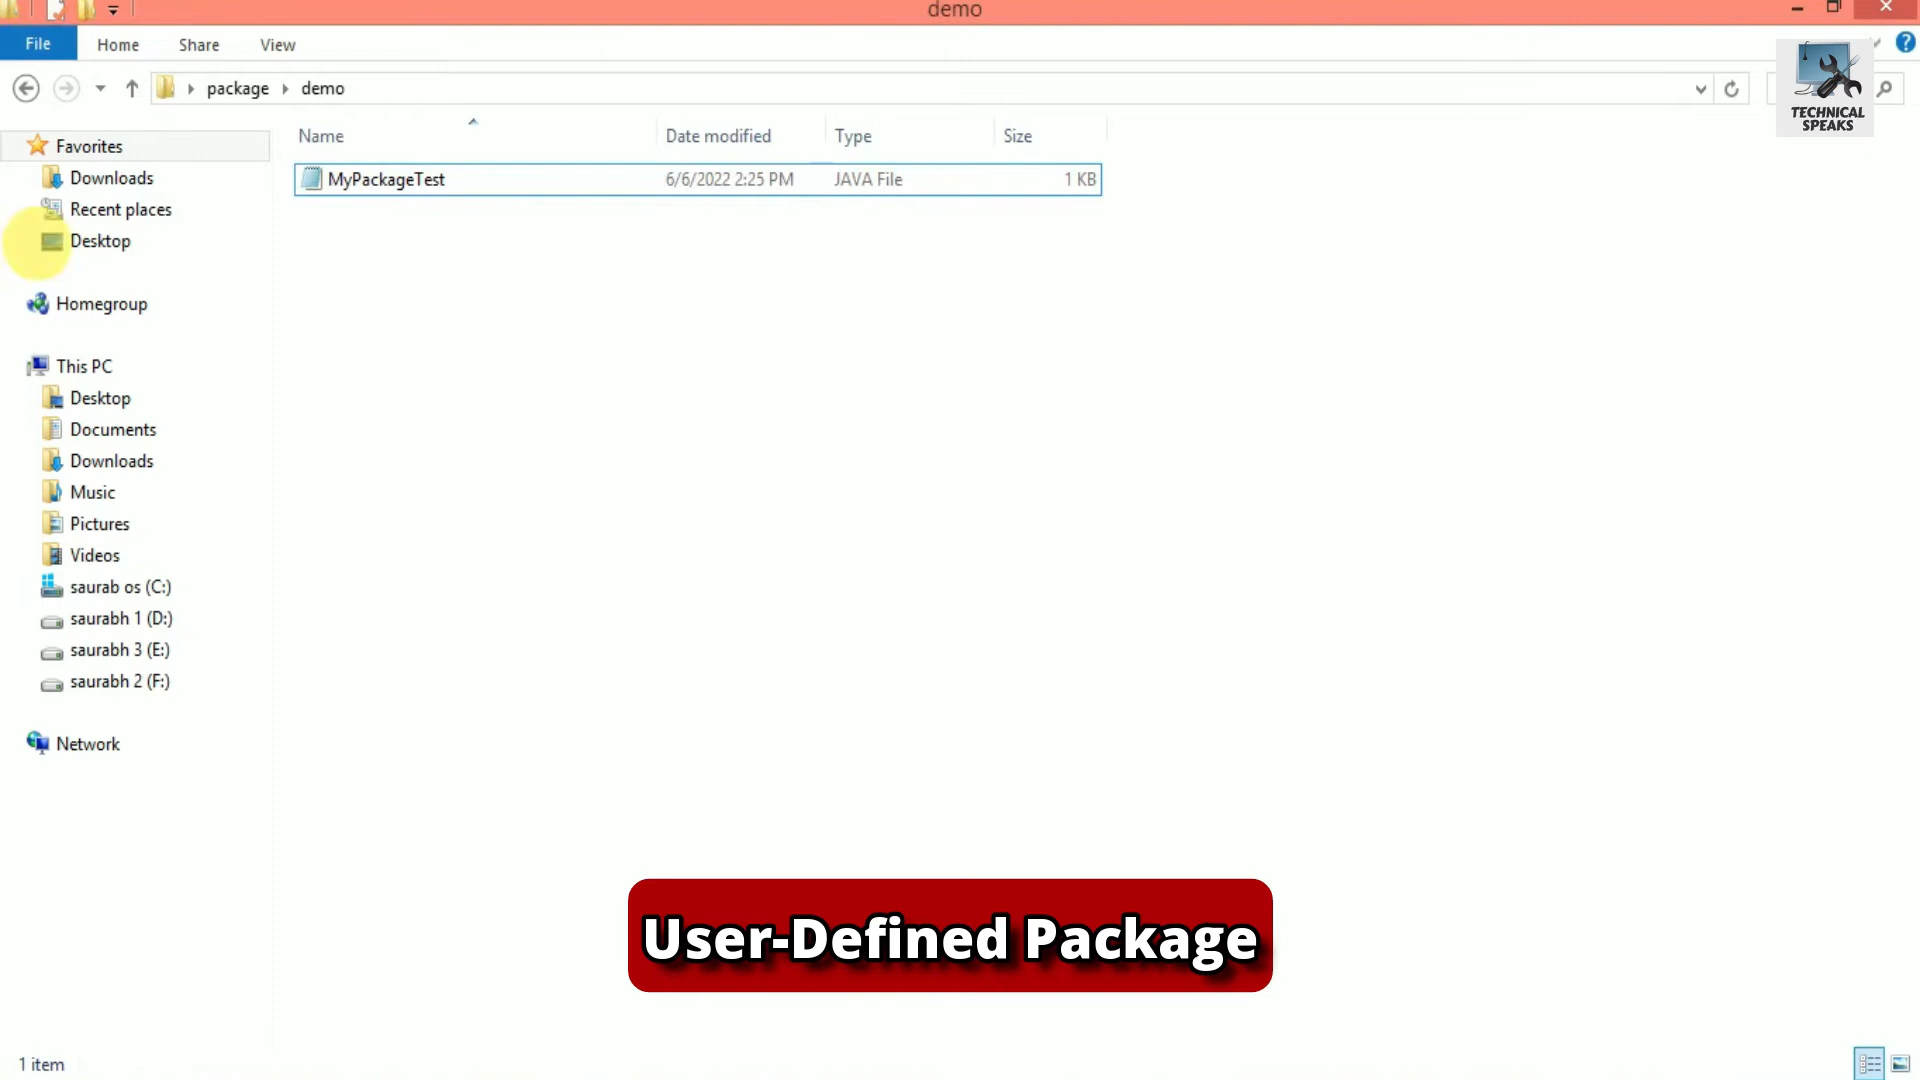 demo
File
Home
Share
View
package
demo
TECHNICAL
SPEAKS
Name
Date modified
Type
Size
MyPackageTest
6/6/2022 2:25 PM
JAVA File
1 KB
Favorites
Downloads
Recent places
Desktop
Homegroup
This PC
Desktop
Documents
Downloads
Music
Pictures
Videos
saurab os (C:)
saurabh 1 (D:)
saurabh 3 (E:)
saurabh 2 (F:)
Network
User-Defined Package
1 item